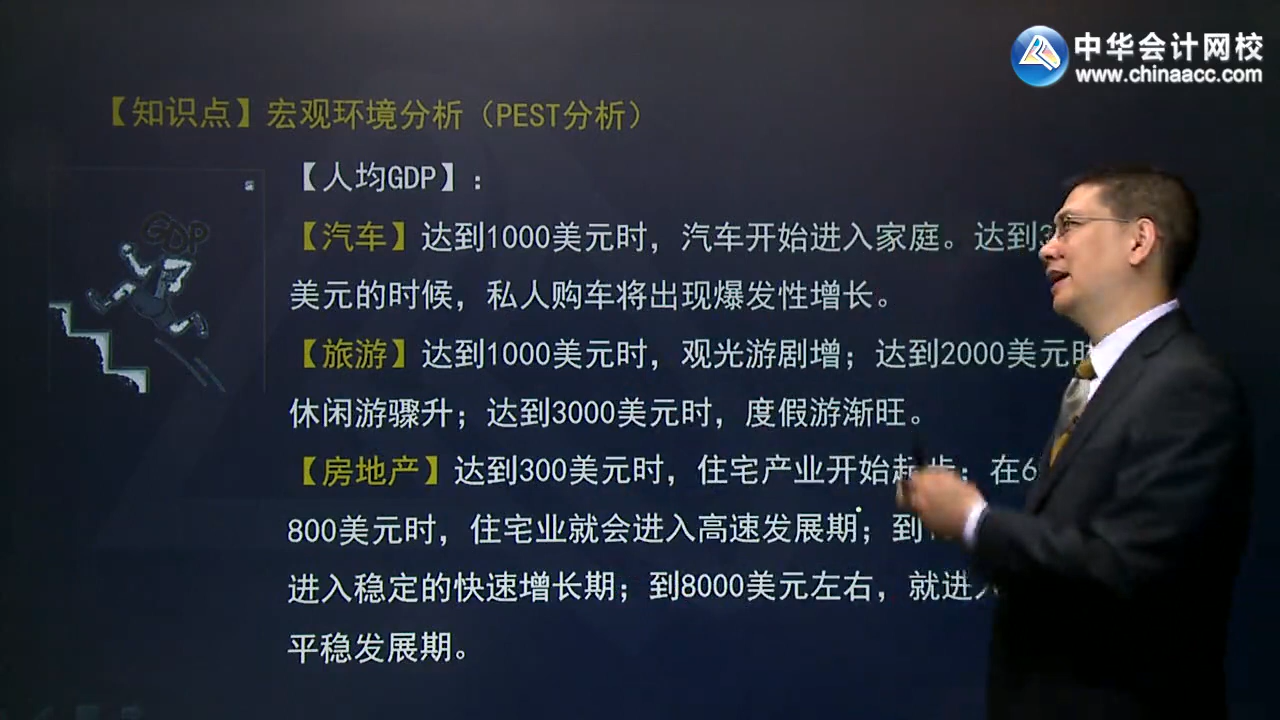 中华会计网校
www.chinaacc.com
【知识点】宏观环境分析（PEST分析）
GDP
【人均GDP】：
【汽车】达到1000美元时，汽车开始进入家庭。达到3
美元的时候，私人购车将出现爆发性增长。
【旅游】达到1000美元时，观光游剧增；达到2000美元时
休闲游骤升；达到3000美元时，度假游渐旺。
【房地产】达到300美元时，住宅产业开始起步；在6
800美元时，住宅业就会进入高速发展期；到
进入稳定的快速增长期；到8000美元左右，就进入
平稳发展期。